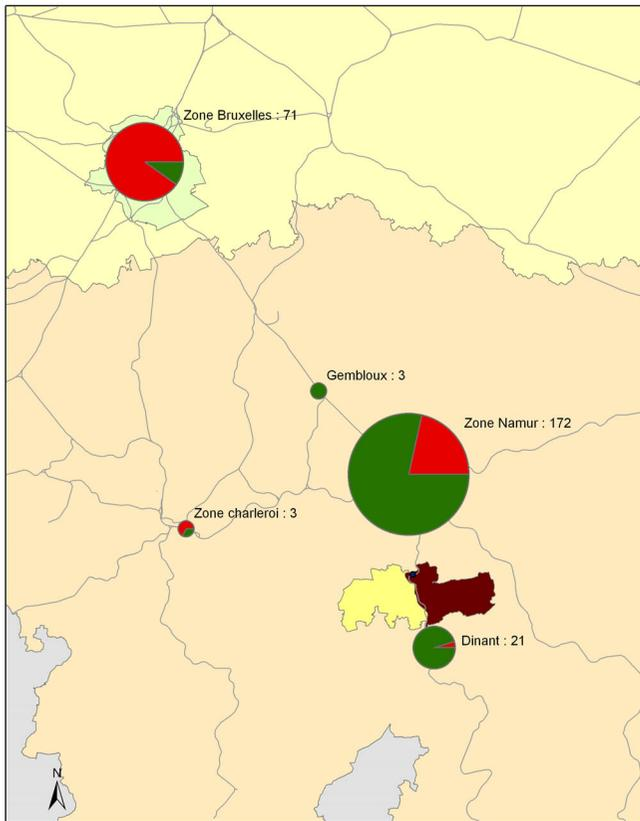 Zone Bruxelles : 71
Gembloux : 3
Zone Namur : 172
Zone charleroi : 3
Dinant : 21
N